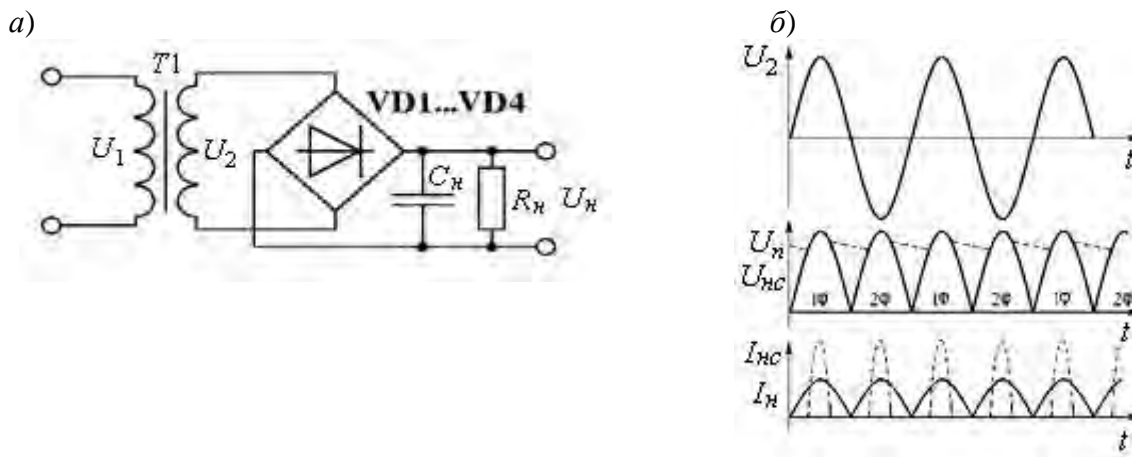 а)
T1
VD1...VD4
U1
U2
Cн
Rн
Uн
б)
U2
t
Uп
Uнс
1Ф 2Ф 1Ф 2Ф 1Ф 2Ф
t
Iнс
Iн
t